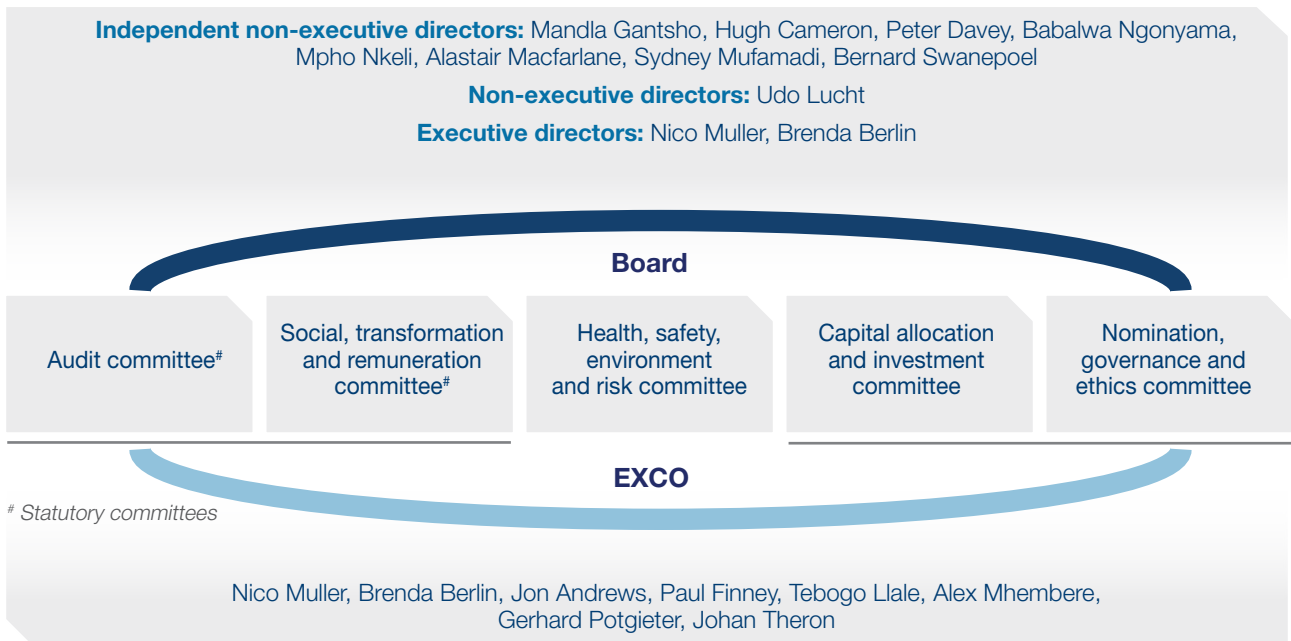 Independent non-executive directors: Mandla Gantsho, Hugh Cameron, Peter Davey, Babalwa Ngonyama,
Mpho Nkeli, Alastair Macfarlane, Sydney Mufamadi, Bernard Swanepoel
Non-executive directors: Udo Lucht
Executive directors: Nico Muller, Brenda Berlin
Board
Audit committee#
Social, transformation
and remuneration
committee#
Health, safety,
environment
and risk committee
Capital allocation
and investment
committee
Nomination,
governance and
ethics committee
EXCO
# Statutory committees
Nico Muller, Brenda Berlin, Jon Andrews, Paul Finney, Tebogo Llale, Alex Mhembere,
Gerhard Potgieter, Johan Theron